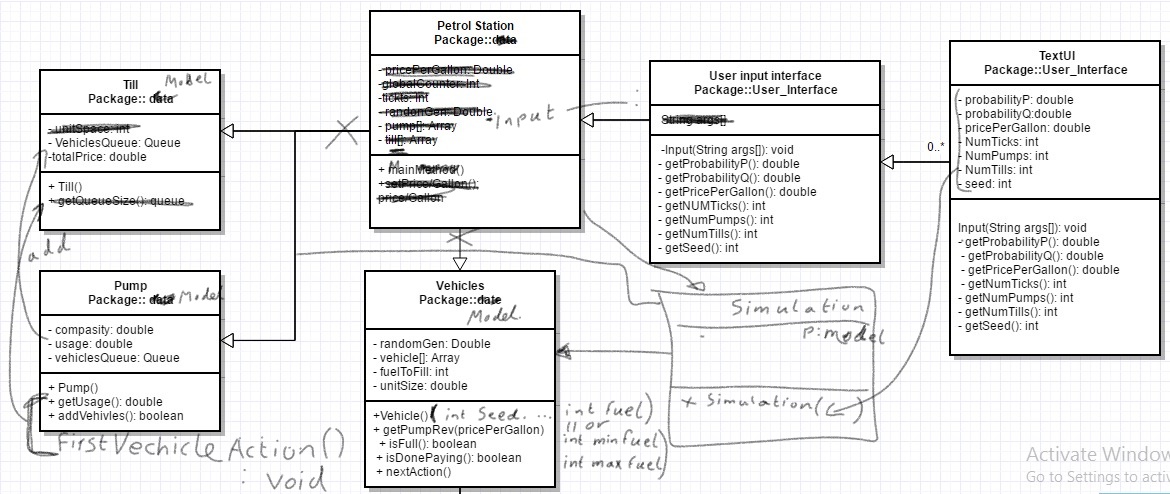 Petrol Station
Package::data
- pricePerGallon: Double
- globalCounter: Int
-tickts: Int
- randonGen: Double
- pump[]: Array
- till[]: Array
- Input
+ mainMethod()
+setPrice/Gallon():
price/Gallon
Till
Package:: data
Model
- unitSpace: int
- VehiclesQueue: Queue
-totalPrice: double
+ Till()
+ getQueueSize(): queue
add
Pump
Package:: data Model
- compasity: double
- usage: double
- vehiclesQueue: Queue
+ Pump()
+ getUsage(): double
+ addVehivles(): boolean
FirstVechicleAction()
: void
Vehicles
Package::date
Model.
- randomGen: Double
- vehicle[]: Array
- fuelToFill: int
- unitSize: double
+Vehicle() ( int Seed. ... int fuel)
|| or
int minfuel)
int maxfuel)
+ getPumpRev(pricePerGallon)
+ isFull(): boolean
+ isDonePaying(): boolean
+ nextAction()
User input interface
Package::User_Interface
String args[]
-Input(String args[]): void
- getProbabilityP(): double
- getProbabilityQ(): double
- getPricePerGallon(): double
- getNUMTicks(): int
- getNumPumps(): int
- getNumTills(): int
- getSeed(): int
0..*
TextUI
Package::User_Interface
- probabilityP: double
- probabilityQ:double
- pricePerGallon: double
- NumTicks: int
- NumPumps: int
- NumTills: int
- seed: int
Input(String args[]): void
- getProbabilityP(): double
- getProbabilityQ(): double
- getPricePerGallon(): double
- getNumTicks(): int
- getNumPumps(): int
- getNumTills(): int
- getSeed(): int
Simulation
P:model
+ Simulation( )
Activate Window
Go to Settings to activ